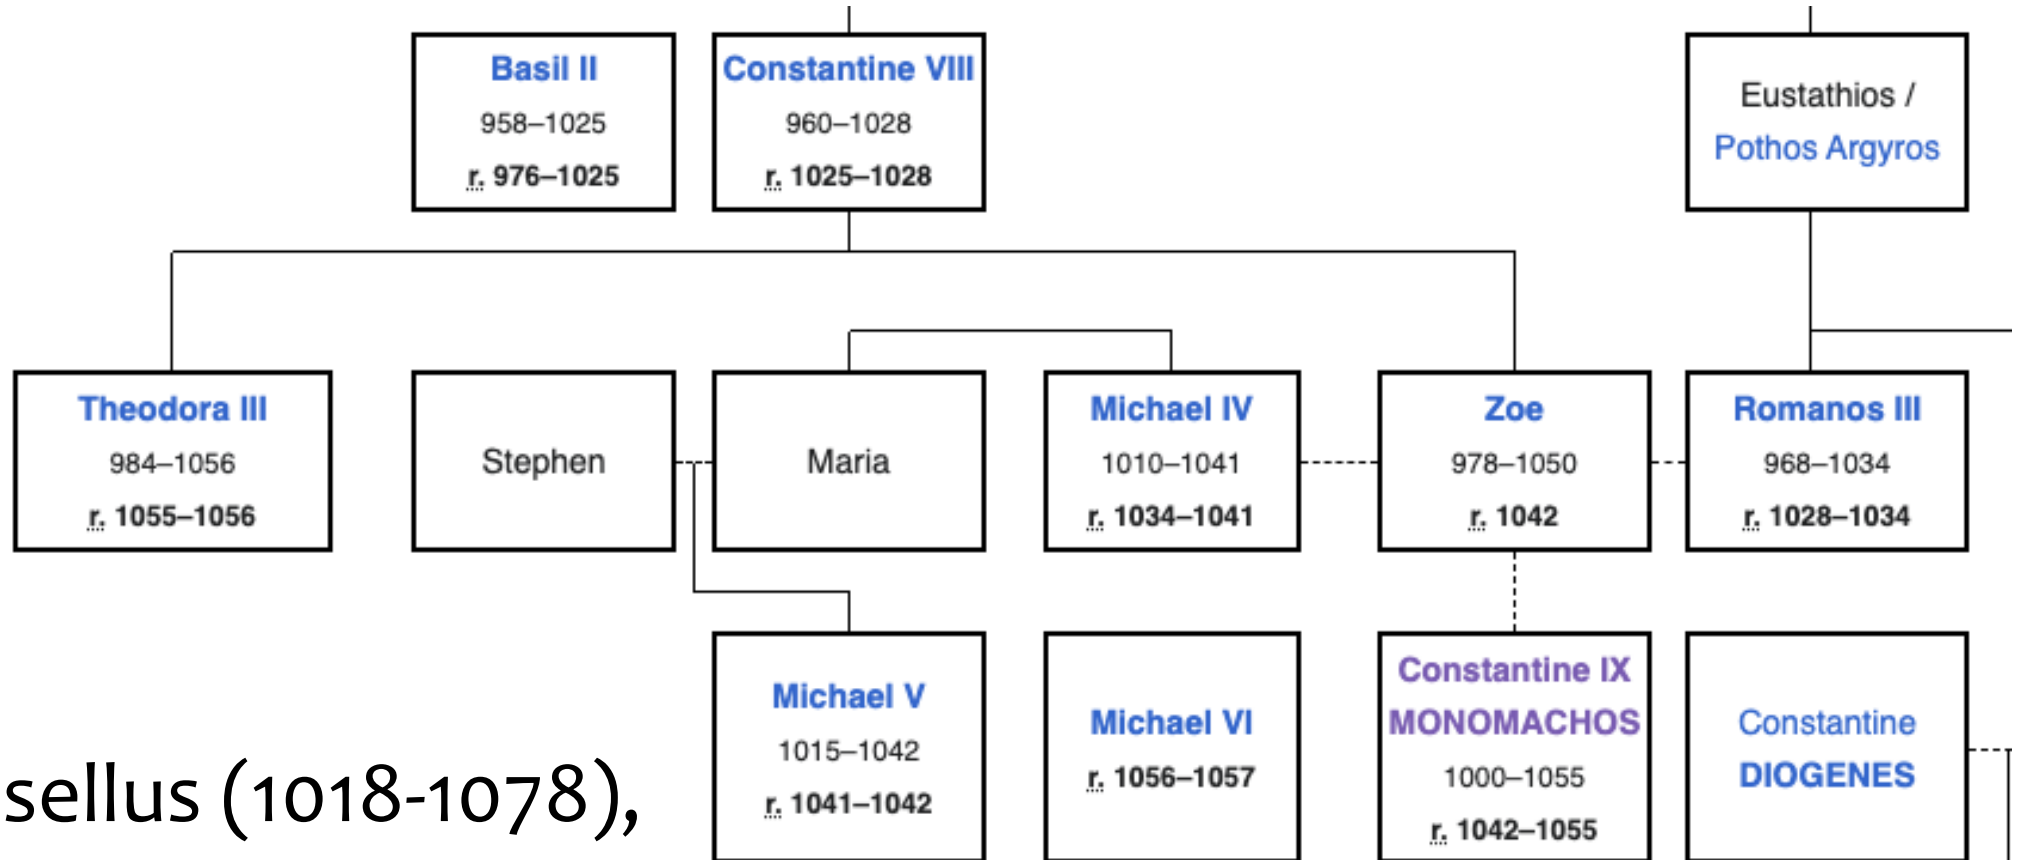 Basil II
958–1025
r. 976–1025
Constantine VIII
960–1028
r. 1025–1028
Eustathios /
Pothos Argyros
Theodora III
984–1056
r. 1055–1056
Stephen
Maria
Michael IV
1010–1041
r. 1034–1041
Zoe
978–1050
r. 1042
Romanos III
968–1034
r. 1028–1034
Michael V
1015–1042
r. 1041–1042
Michael VI
r. 1056–1057
Constantine IX
MONOMACHOS
1000–1055
r. 1042–1055
Constantine
DIOGENES
sellus (1018-1078),